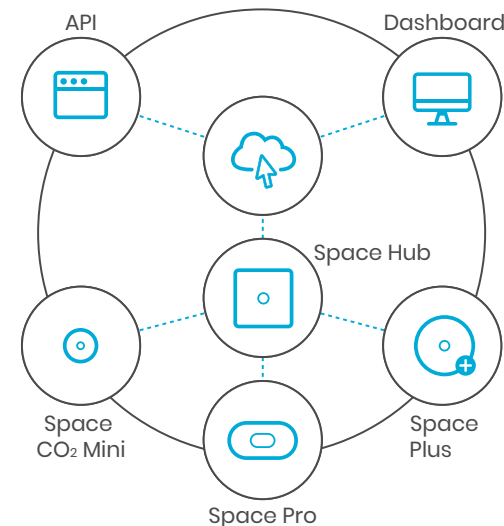 API
Dashboard
Space Hub
Space
CO₂ Mini
Space
Plus
Space Pro